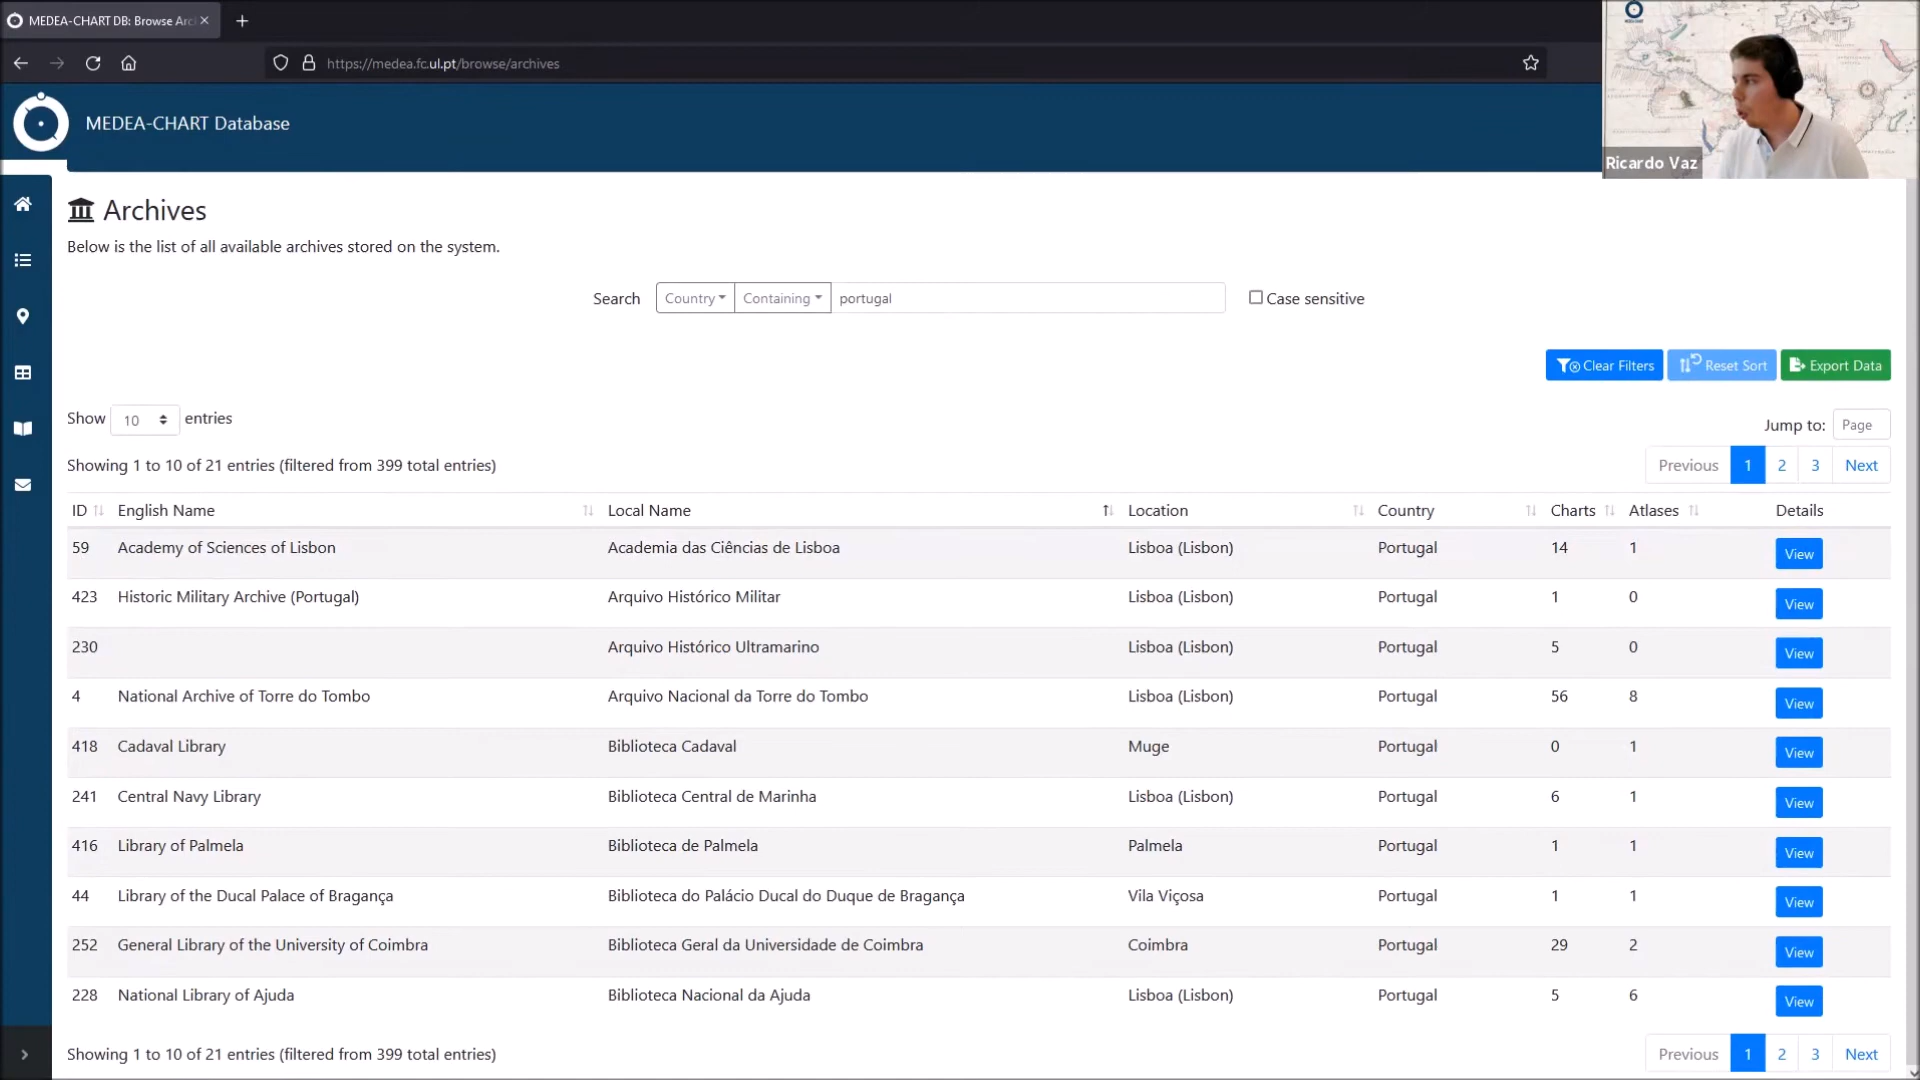 MEDEA-CHART DB: Browse Arc
https://medea.fc.ul.pt/browse/archives
MEDEA-CHART Database
Ricardo Vaz
Archives
Below is the list of all available archives stored on the system.
Search Country Containing portugal Case sensitive
Clear Filters Reset Sort Export Data
Show 10 entries
Jump to: Page
Showing 1 to 10 of 21 entries (filtered from 399 total entries)
Previous 1 2 3 Next
ID English Name Local Name Location Country Charts Atlases Details
59 Academy of Sciences of Lisbon Academia das Ciências de Lisboa Lisboa (Lisbon) Portugal 14 1 View
423 Historic Military Archive (Portugal) Arquivo Histórico Militar Lisboa (Lisbon) Portugal 1 0 View
230 Arquivo Histórico Ultramarino Lisboa (Lisbon) Portugal 5 0 View
4 National Archive of Torre do Tombo Arquivo Nacional da Torre do Tombo Lisboa (Lisbon) Portugal 56 8 View
418 Cadaval Library Biblioteca Cadaval Muge Portugal 0 1 View
241 Central Navy Library Biblioteca Central de Marinha Lisboa (Lisbon) Portugal 6 1 View
416 Library of Palmela Biblioteca de Palmela Palmela Portugal 1 1 View
44 Library of the Ducal Palace of Bragança Biblioteca do Palácio Ducal do Duque de Bragança Vila Viçosa Portugal 1 1 View
252 General Library of the University of Coimbra Biblioteca Geral da Universidade de Coimbra Coimbra Portugal 29 2 View
228 National Library of Ajuda Biblioteca Nacional da Ajuda Lisboa (Lisbon) Portugal 5 6 View
Showing 1 to 10 of 21 entries (filtered from 399 total entries)
Previous 1 2 3 Next